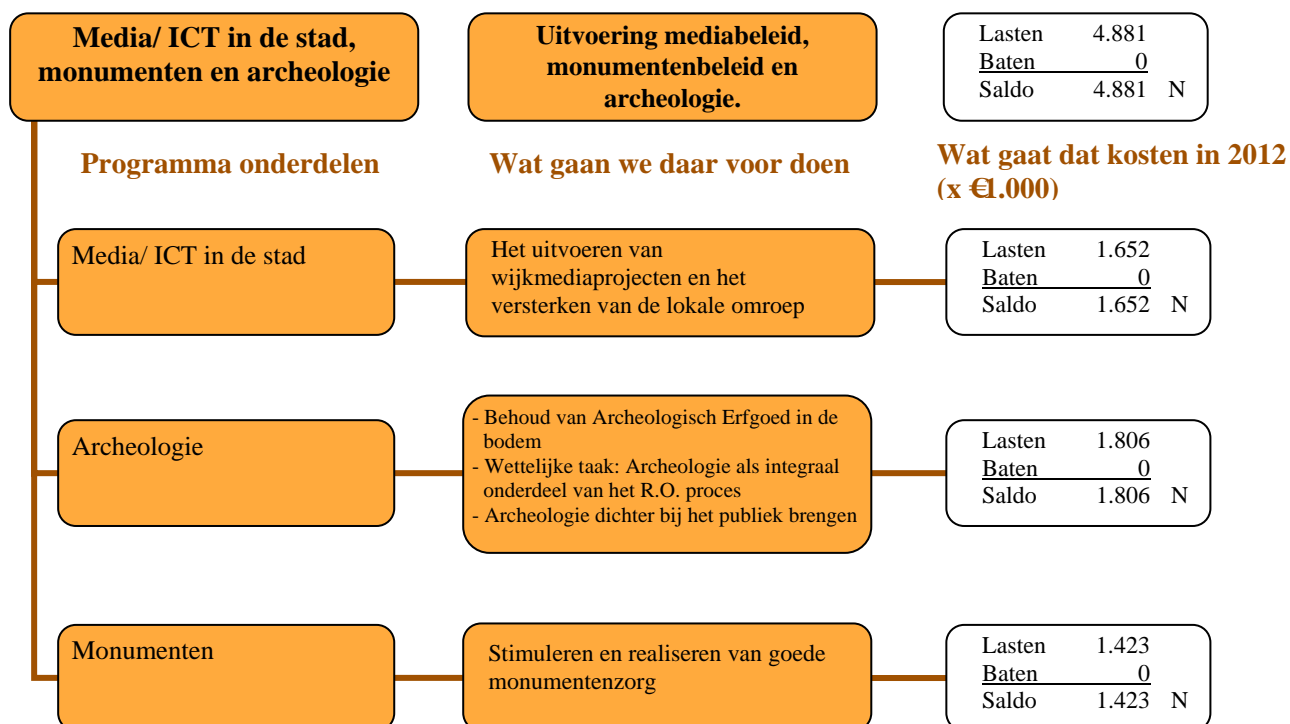 Media/ ICT in de stad,
monumenten en archeologie
Uitvoering mediabeleid,
monumentenbeleid en
archeologie.
Lasten 4.881
Baten 0
Saldo 4.881 N
Programma onderdelen
Wat gaan we daar voor doen
Wat gaat dat kosten in 2012
(x €1.000)
Media/ ICT in de stad
Het uitvoeren van
wijkmediaprojecten en het
versterken van de lokale omroep
Lasten 1.652
Baten 0
Saldo 1.652 N
Archeologie
- Behoud van Archeologisch Erfgoed in de
bodem
- Wettelijke taak: Archeologie als integraal
onderdeel van het R.O. proces
- Archeologie dichter bij het publiek brengen
Lasten 1.806
Baten 0
Saldo 1.806 N
Monumenten
Stimuleren en realiseren van goede
monumentenzorg
Lasten 1.423
Baten 0
Saldo 1.423 N